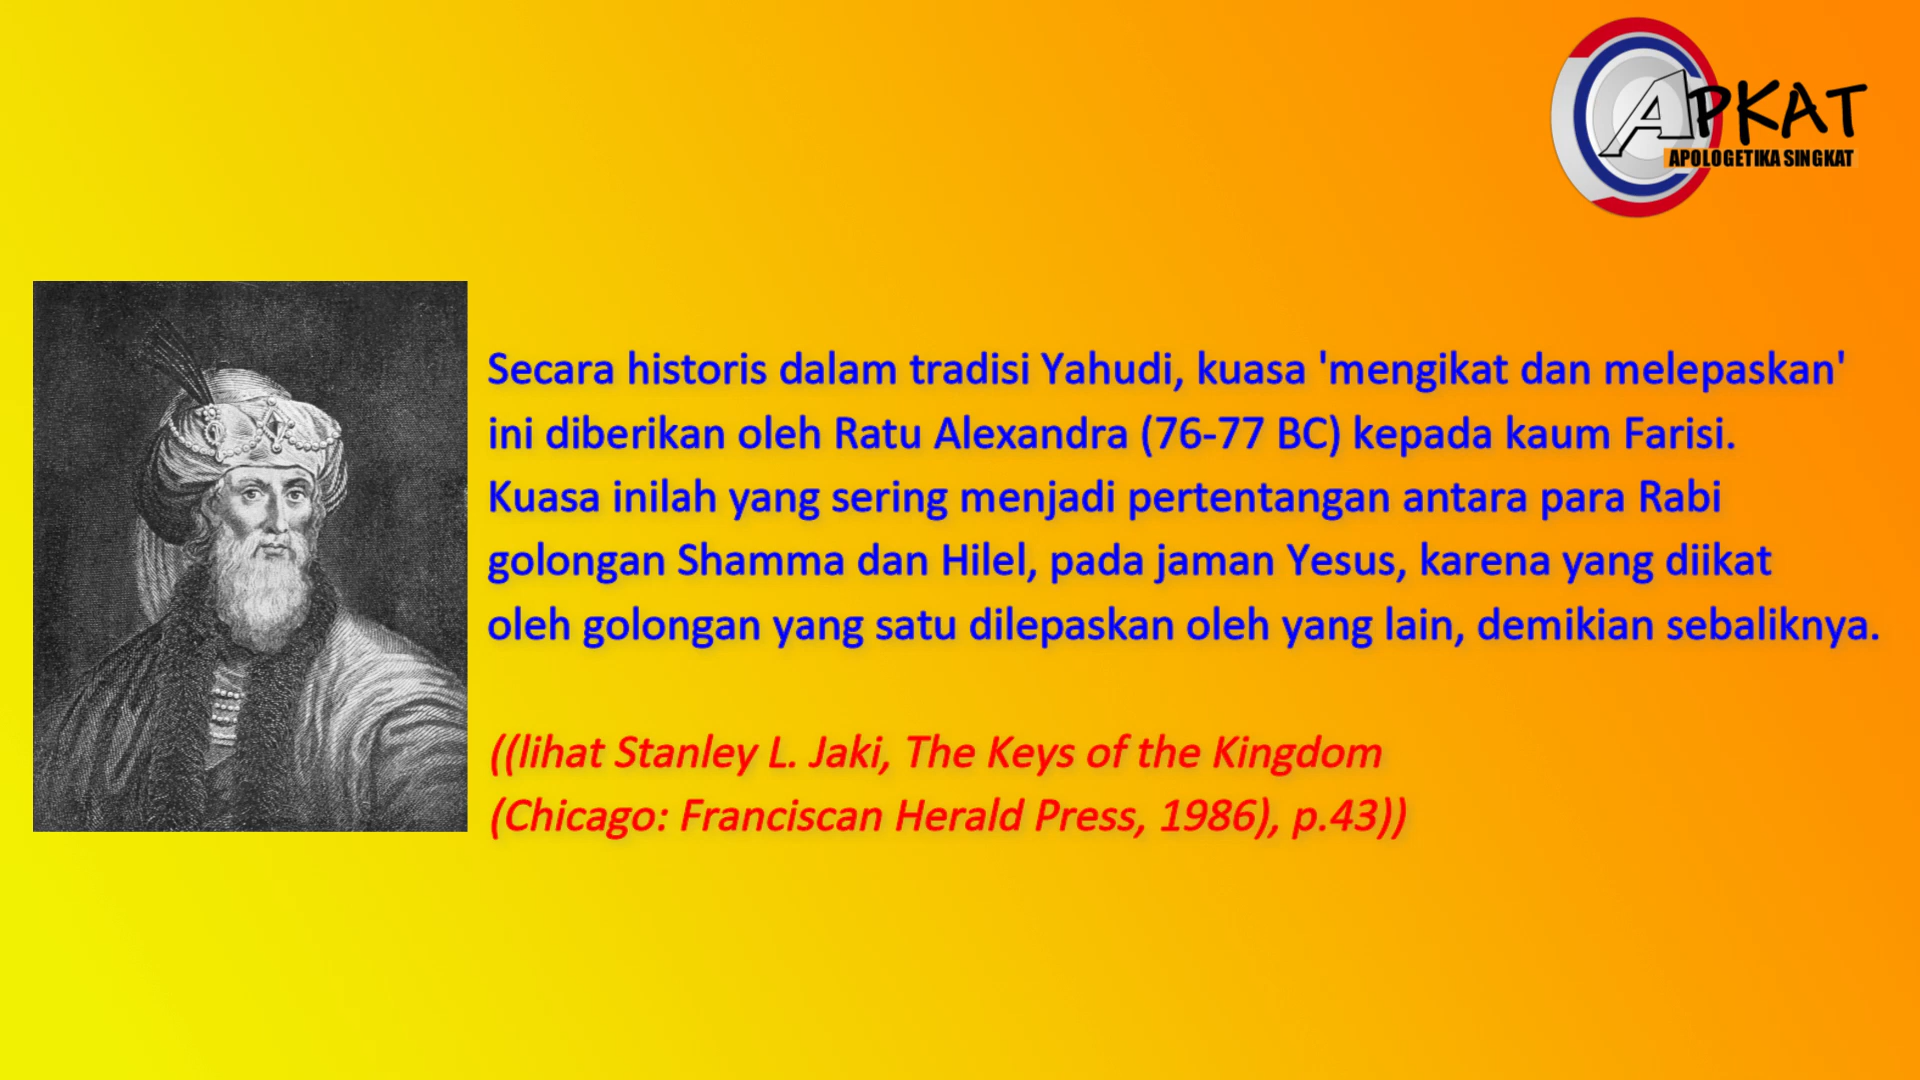 APKAT
APOLOGETIKA SINGKAT
Secara historis dalam tradisi Yahudi, kuasa 'mengikat dan melepaskan'
ini diberikan oleh Ratu Alexandra (76-77 BC) kepada kaum Farisi.
Kuasa inilah yang sering menjadi pertentangan antara para Rabi
golongan Shamma dan Hilel, pada jaman Yesus, karena yang diikat
oleh golongan yang satu dilepaskan oleh yang lain, demikian sebaliknya.
((lihat Stanley L. Jaki, The Keys of the Kingdom
(Chicago: Franciscan Herald Press, 1986), p.43))